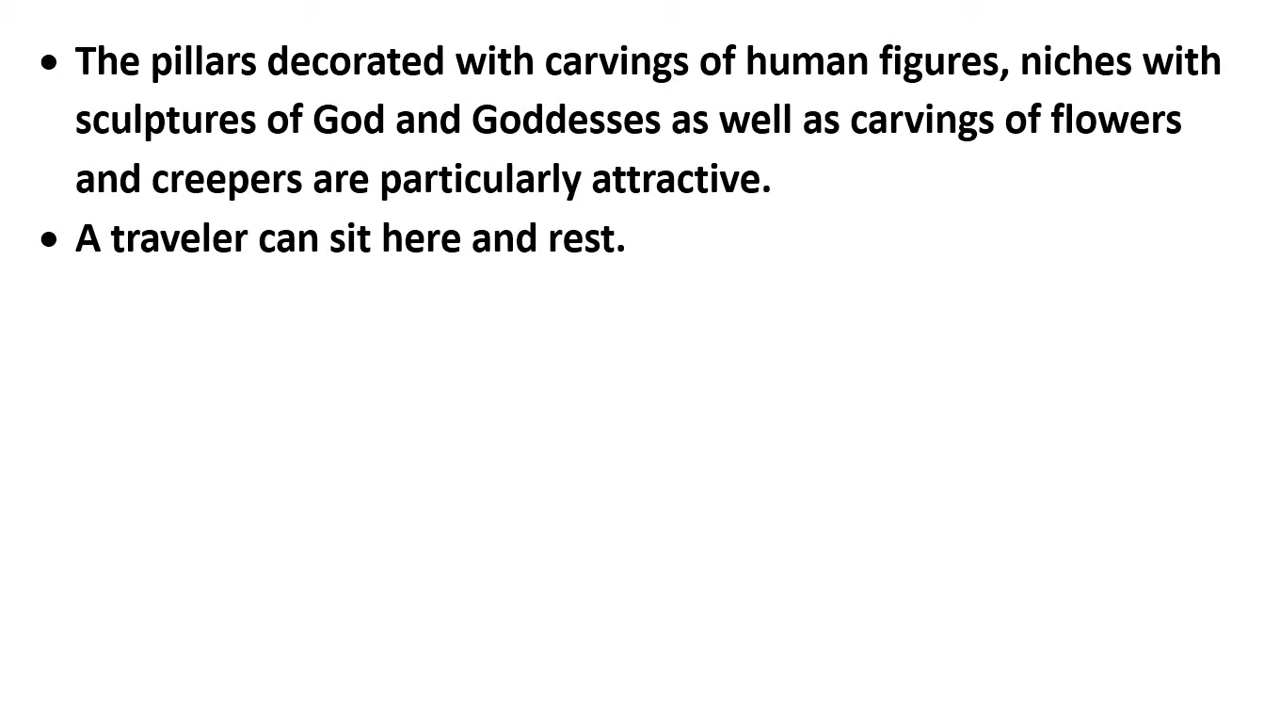 • The pillars decorated with carvings of human figures, niches with
sculptures of God and Goddesses as well as carvings of flowers
and creepers are particularly attractive.
• A traveler can sit here and rest.